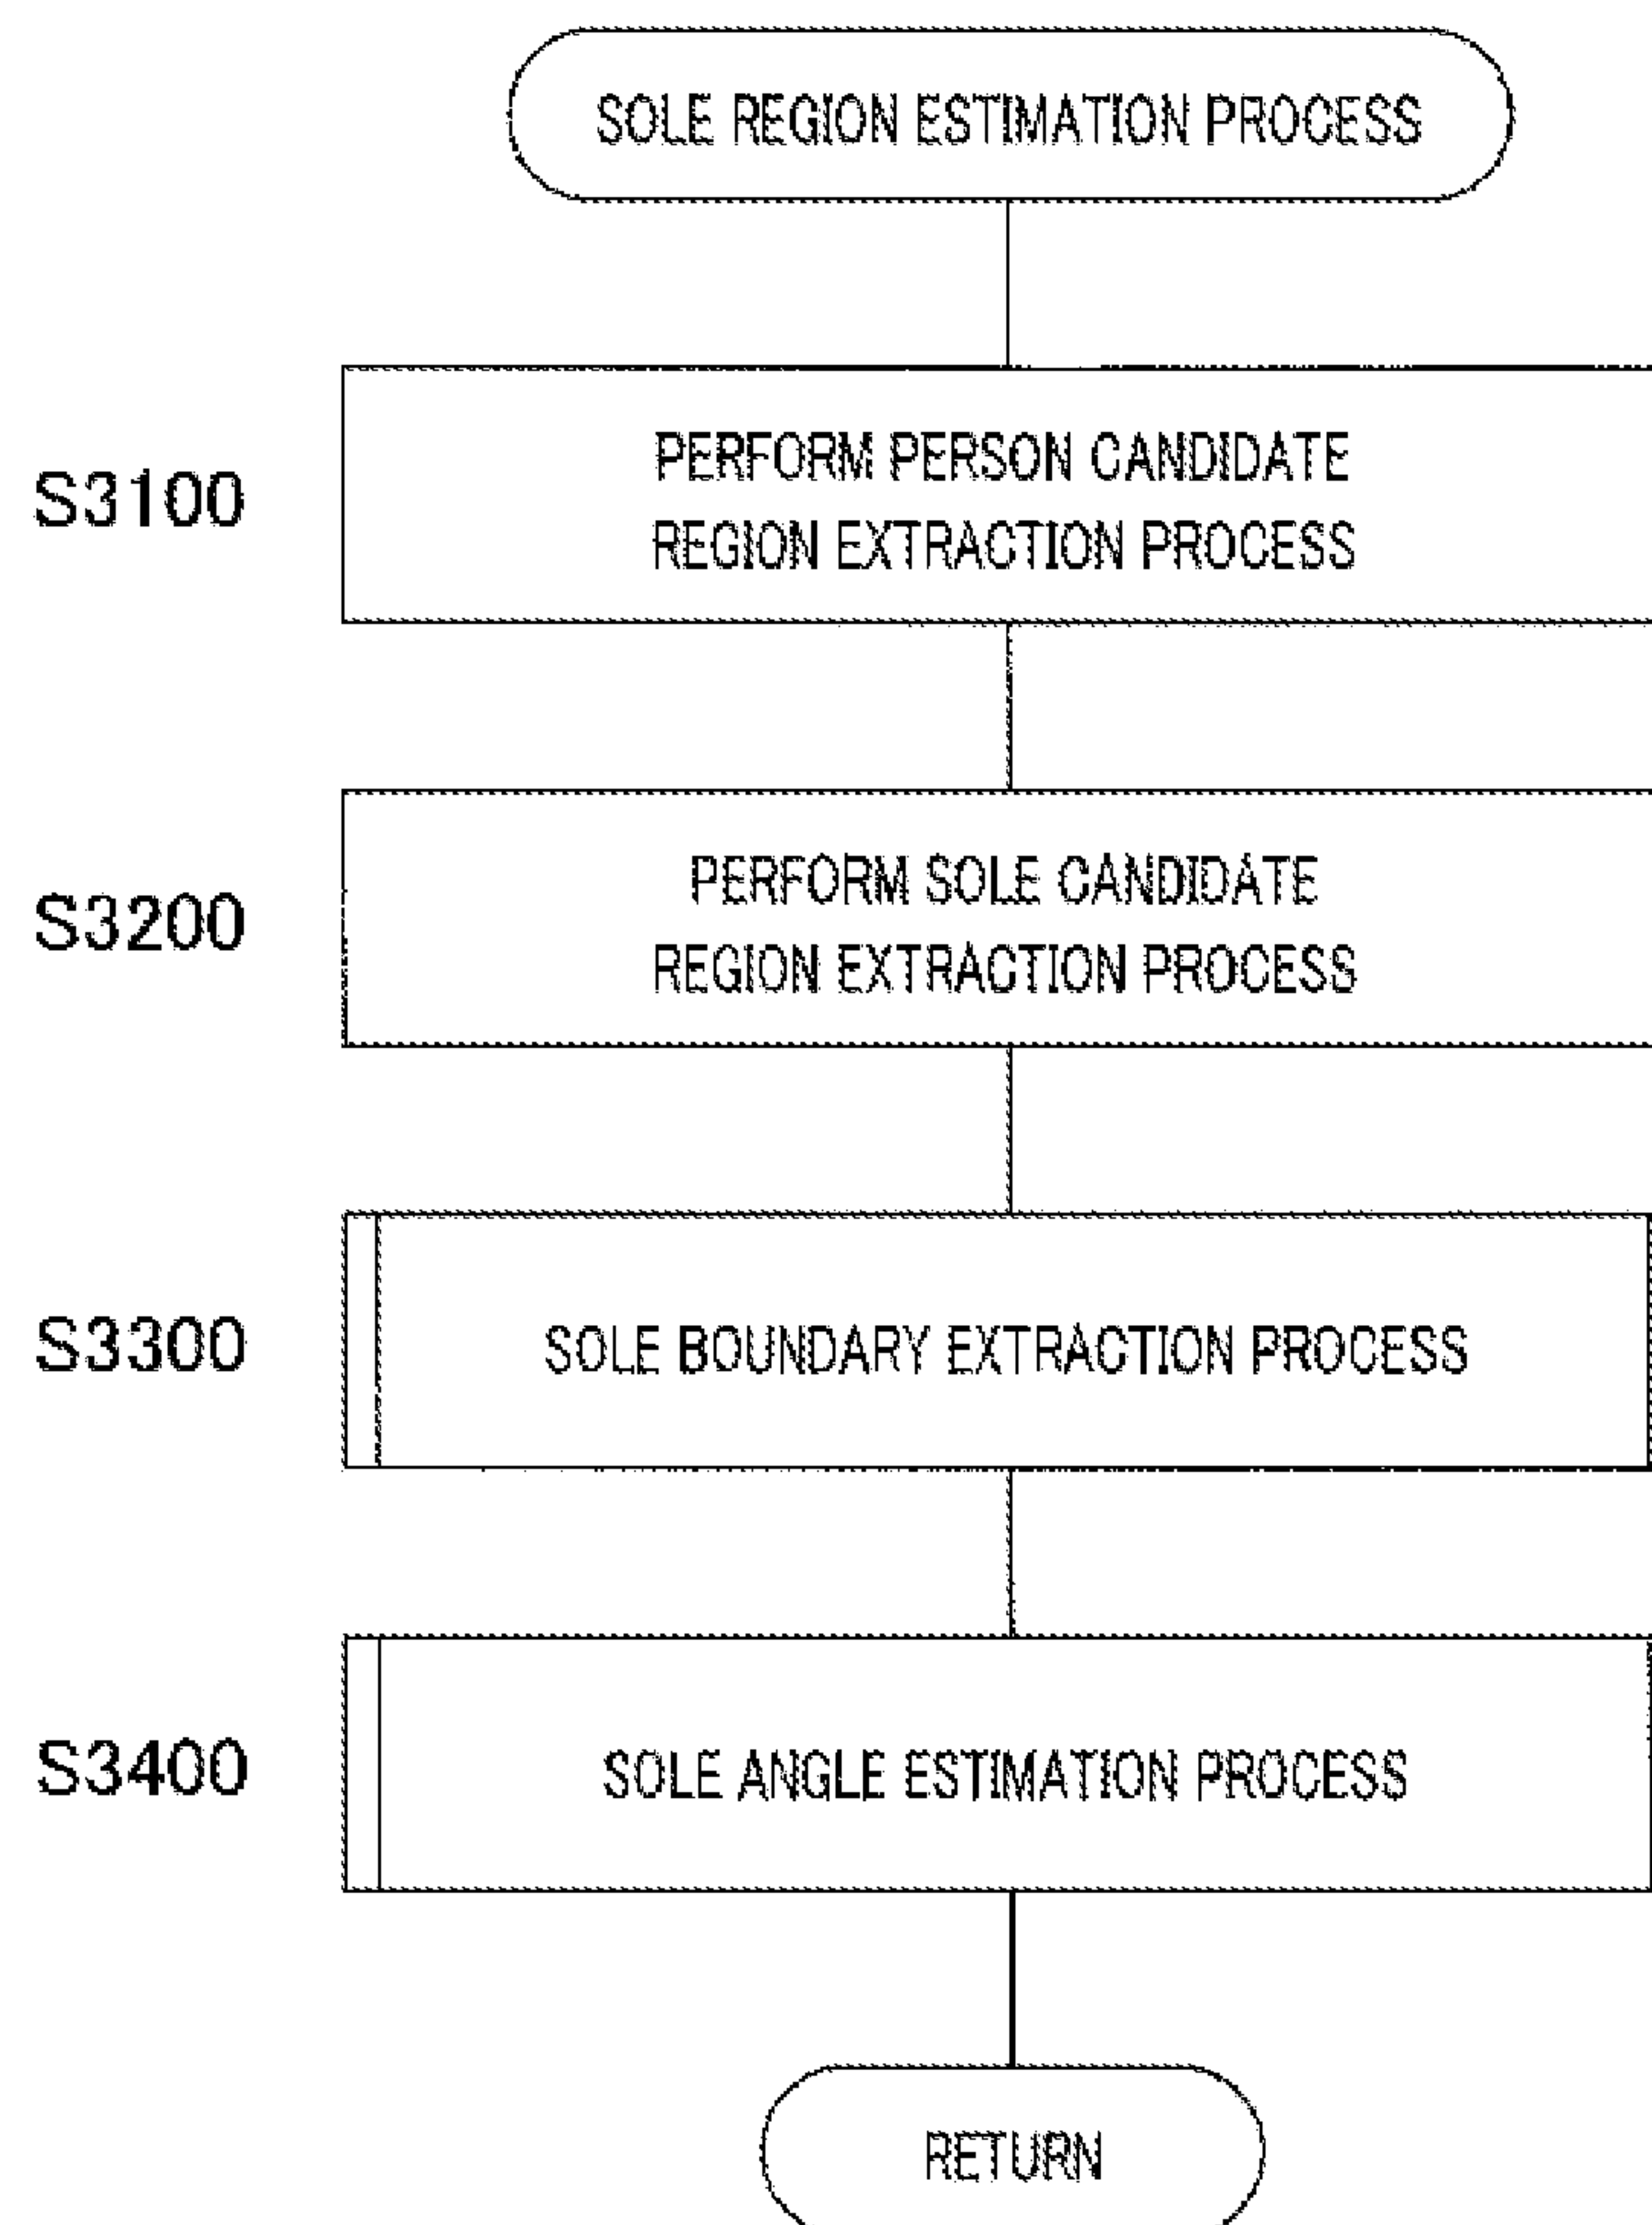 SOLE REGION ESTIMATION PROCESS
S3100
PERFORM PERSON CANDIDATE
REGION EXTRACTION PROCESS
S3200
PERFORM SOLE CANDIDATE
REGION EXTRACTION PROCESS
S3300
SOLE BOUNDARY EXTRACTION PROCESS
S3400
SOLE ANGLE ESTIMATION PROCESS
RETURN